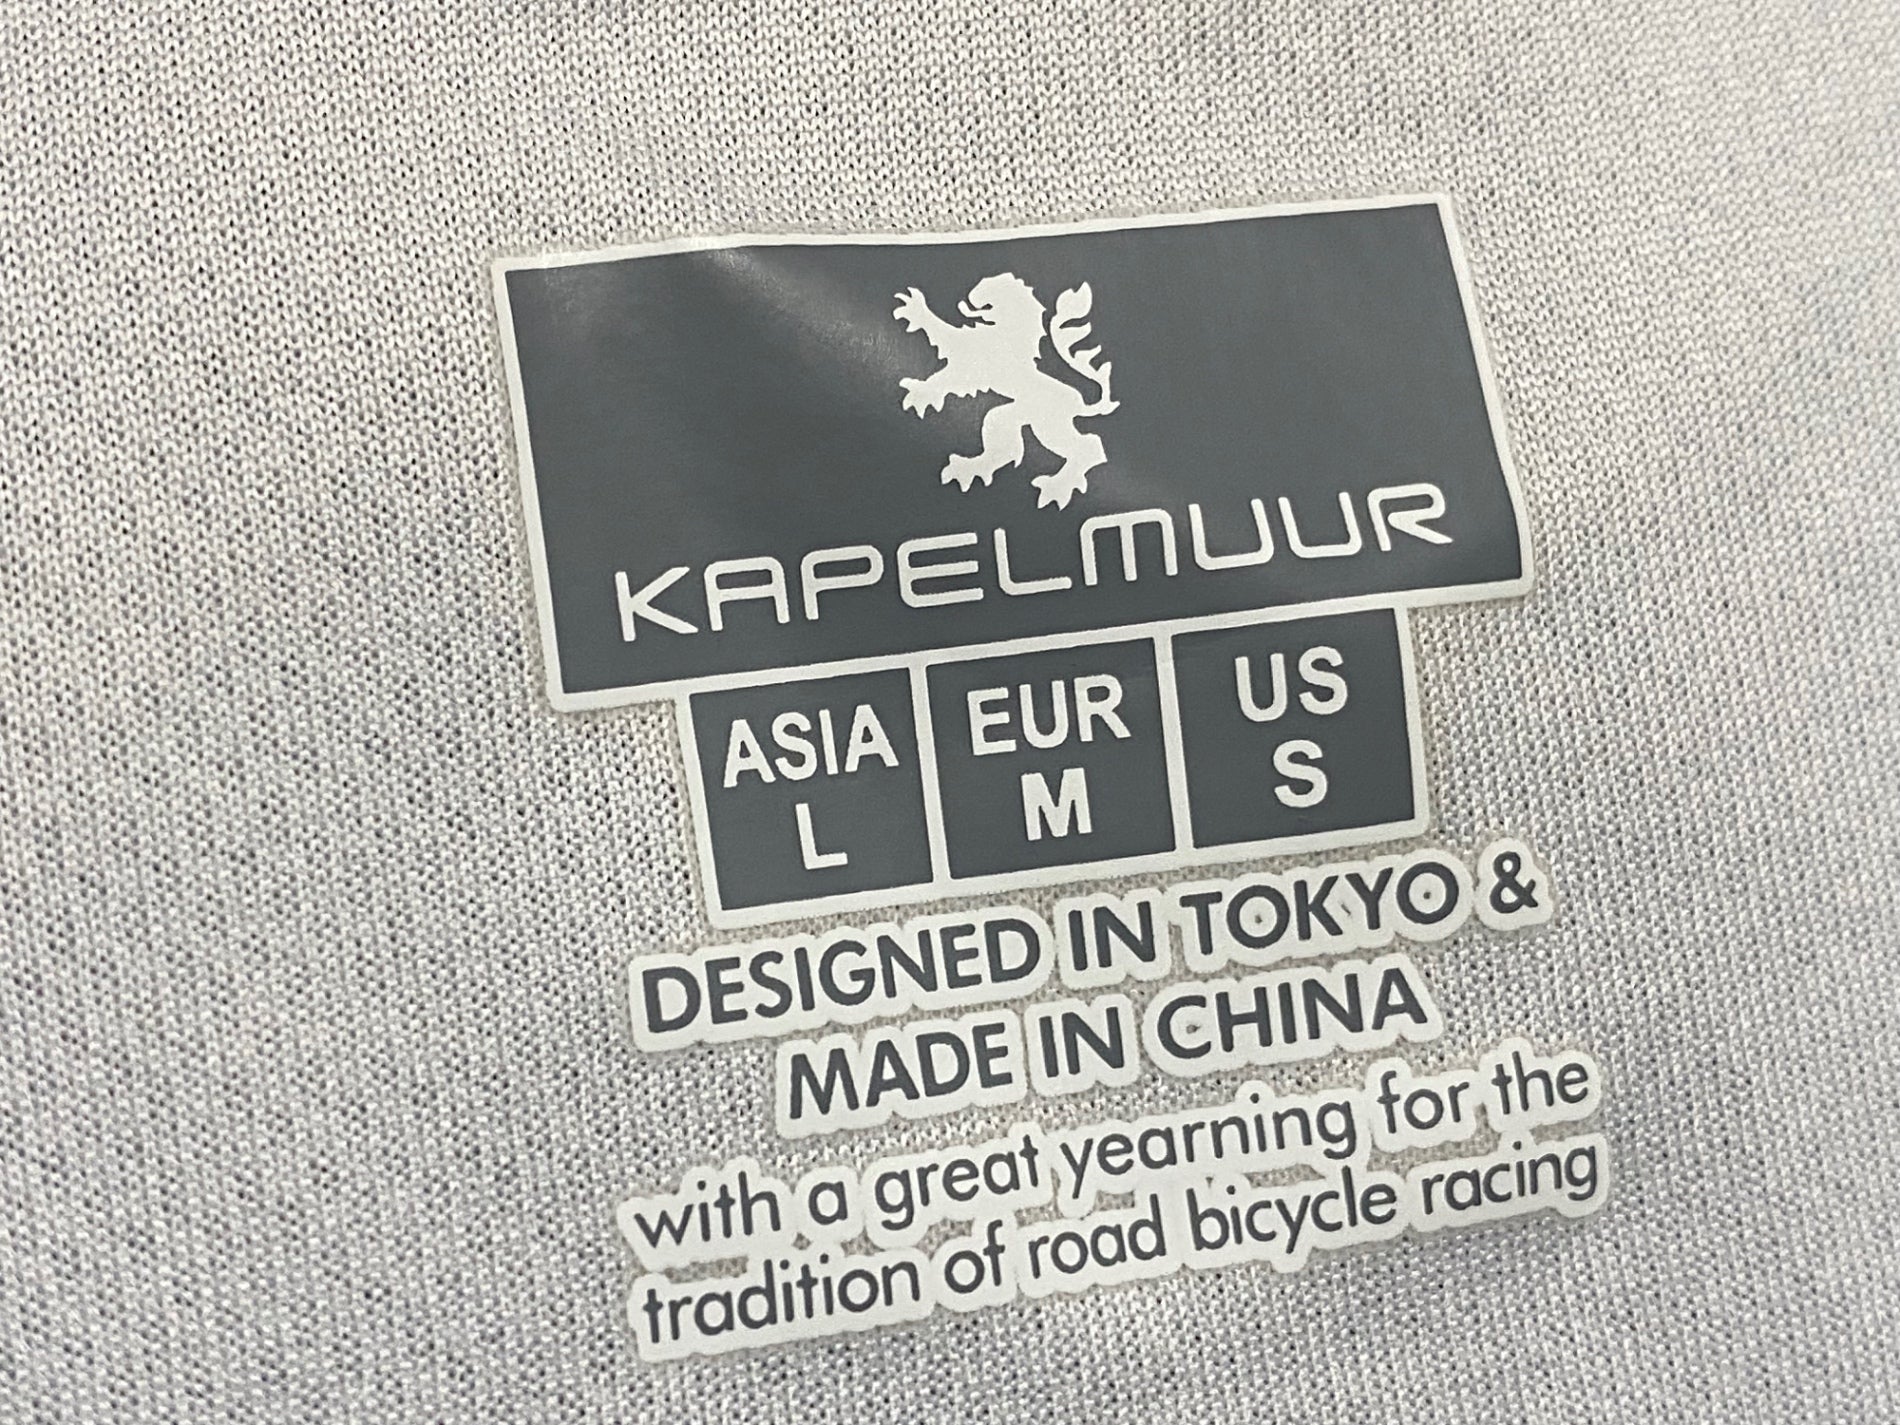 KAPELMUUR
ASIA EUR US
L M S
DESIGNED IN TOKYO &
MADE IN CHINA
with a great yearning for the
tradition of road bicycle racing